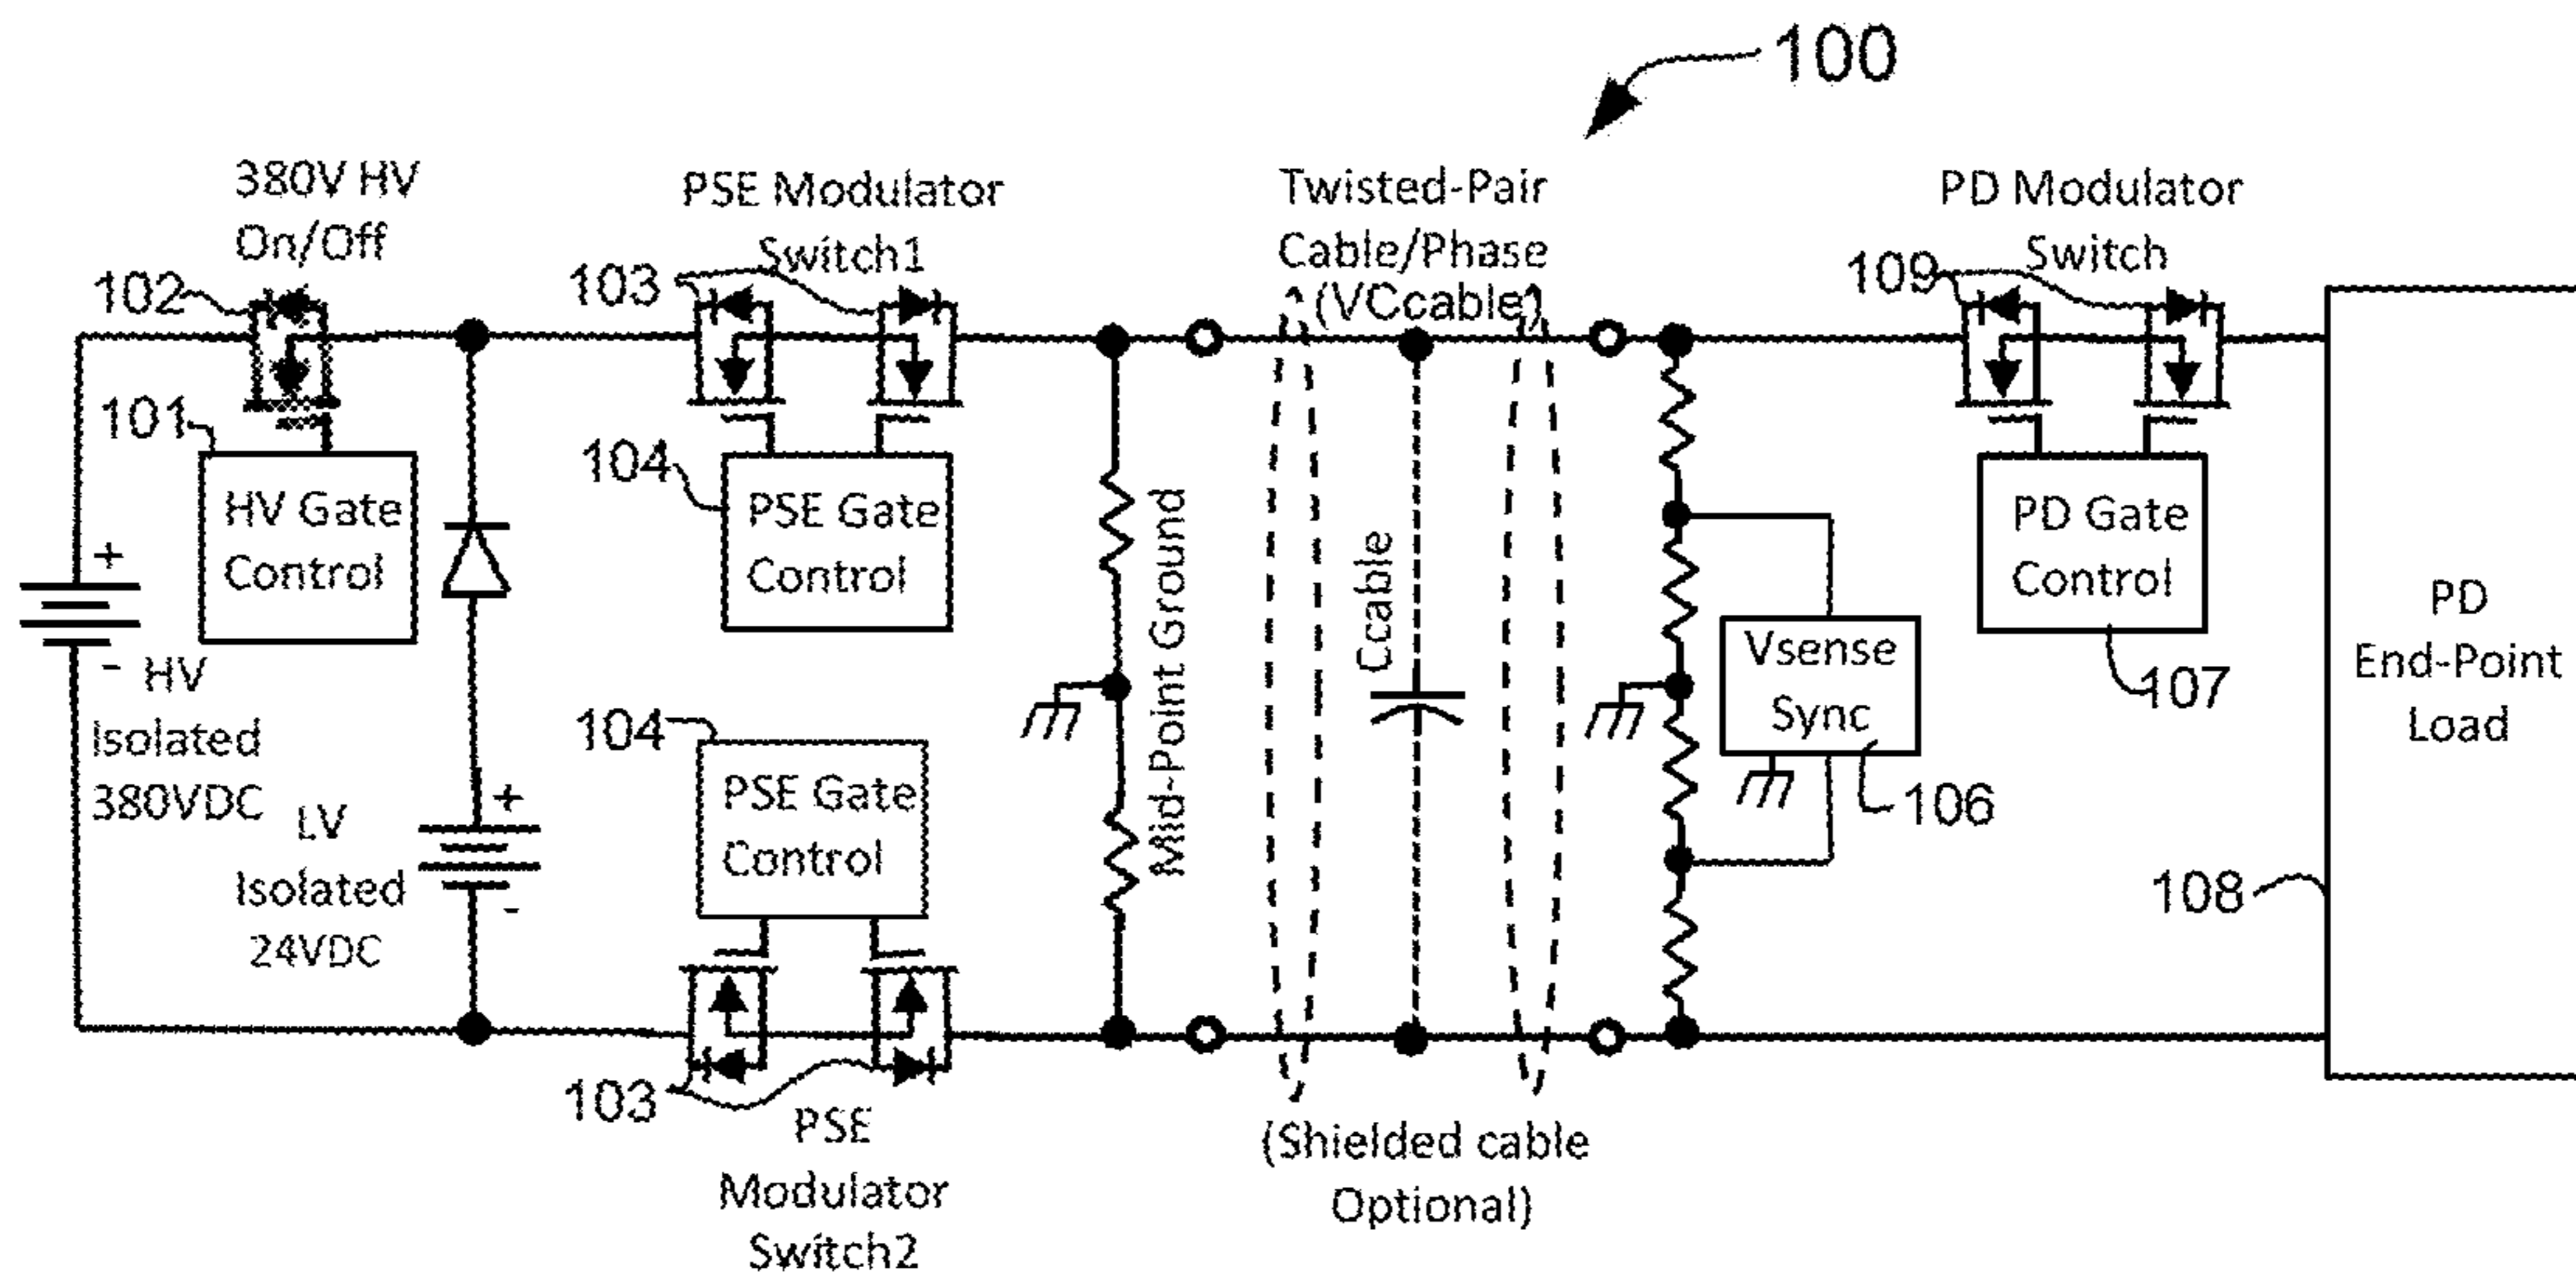 100
380V HV
On/Off
102
101
HV Gate
Control
+
-
HV
Isolated
380VDC
LV
Isolated
24VDC
+
-
PSE Modulator
Switch1
103
104
PSE Gate
Control
104
PSE Gate
Control
103
PSE
Modulator
Switch2
Mid-Point Ground
Twisted-Pair
Cable/Phase
(VCcable)
Ccable
(Shielded cable
Optional)
Vsense
Sync
106
PD Modulator
Switch
109
PD Gate
Control
107
PD
End-Point
Load
108